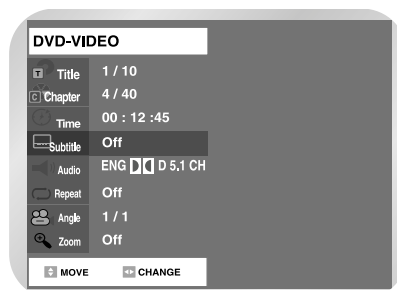 DVD-VIDEO
T Title 1 / 10
C Chapter 4 / 40
Time 00 : 12 :45
Subtitle Off
Audio ENG D 5.1 CH
Repeat Off
Angle 1 / 1
Zoom Off
MOVE CHANGE